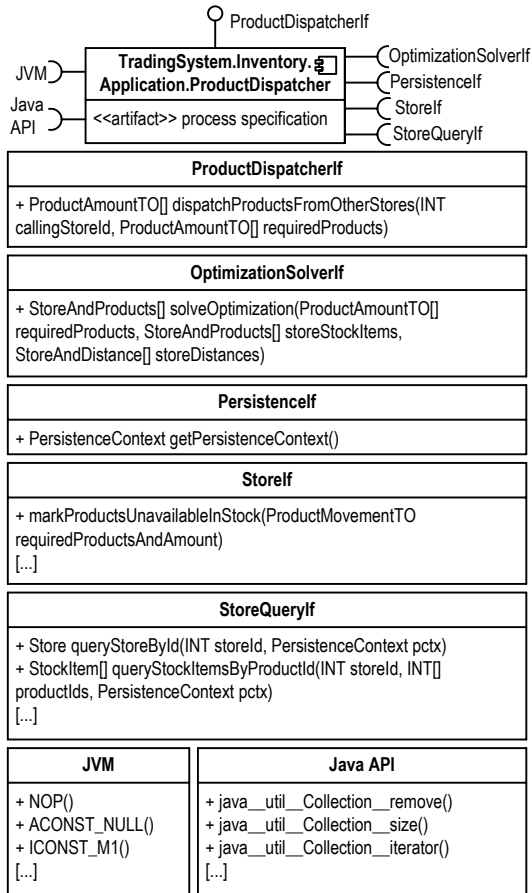 ProductDispatcherIf
TradingSystem.Inventory.
Application.ProductDispatcher
<<artifact>> process specification
JVM
Java
API
OptimizationSolverIf
PersistenceIf
StoreIf
StoreQueryIf
ProductDispatcherIf
+ ProductAmountTO[] dispatchProductsFromOtherStores(INT
callingStoreId, ProductAmountTO[] requiredProducts)
OptimizationSolverIf
+ StoreAndProducts[] solveOptimization(ProductAmountTO[]
requiredProducts, StoreAndProducts[] storeStockItems,
StoreAndDistance[] storeDistances)
PersistenceIf
+ PersistenceContext getPersistenceContext()
StoreIf
+ markProductsUnavailableInStock(ProductMovementTO
requiredProductsAndAmount)
[...]
StoreQueryIf
+ Store queryStoreById(INT storeId, PersistenceContext pctx)
+ StockItem[] queryStockItemsByProductId(INT storeId, INT[]
productIds, PersistenceContext pctx)
[...]
JVM
+ NOP()
+ ACONST_NULL()
+ ICONST_M1()
[...]
Java API
+ java__util__Collection__remove()
+ java__util__Collection__size()
+ java__util__Collection__iterator()
[...]